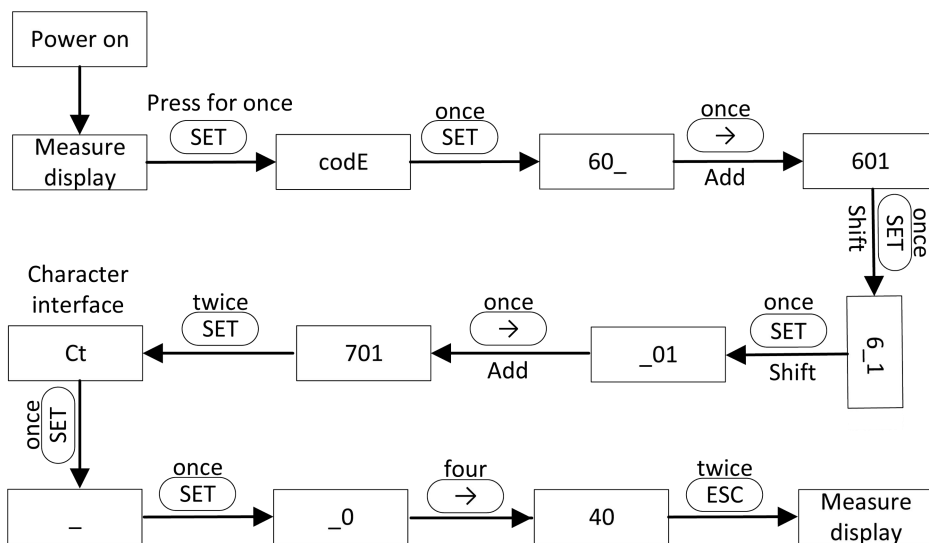 Power on
Press for once
SET
once
SET
once
→
Measure
display
codE
60_
Add
601
Shift
SET
once
Character
interface
twice
SET
once
→
once
SET
Ct
701
Add
_01
Shift
6_1
once
SET
once
SET
four
→
twice
ESC
_
_0
40
Measure
display